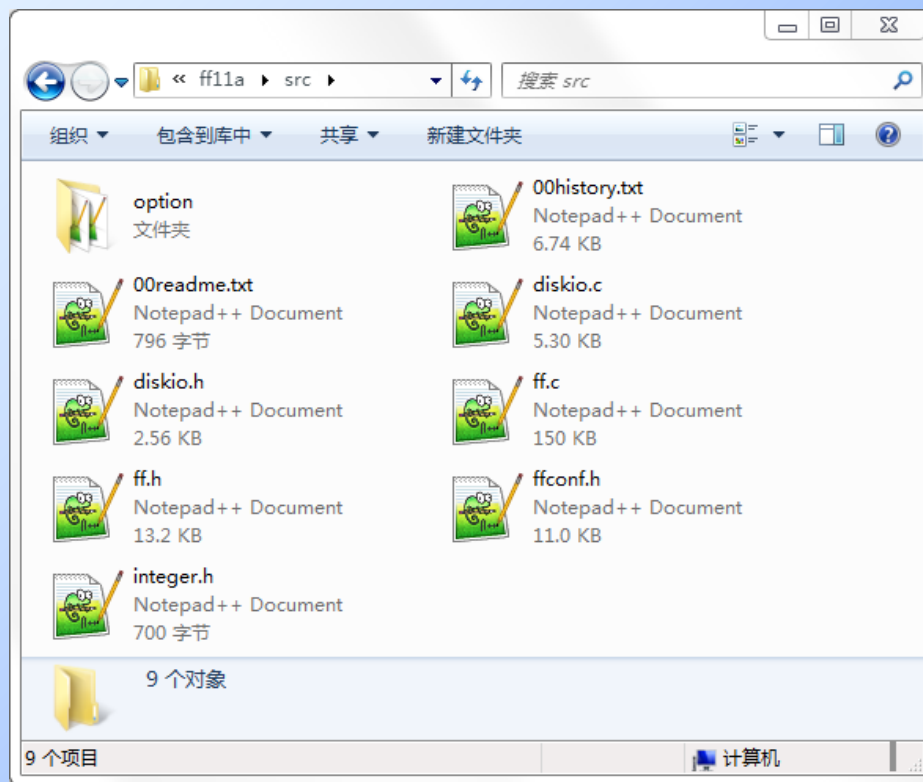 « ff11a src
搜索 src
组织 包含到库中 共享 新建文件夹
option
文件夹
00history.txt
Notepad++ Document
6.74 KB
00readme.txt
Notepad++ Document
796 字节
diskio.c
Notepad++ Document
5.30 KB
diskio.h
Notepad++ Document
2.56 KB
ff.c
Notepad++ Document
150 KB
ff.h
Notepad++ Document
13.2 KB
ffconf.h
Notepad++ Document
11.0 KB
integer.h
Notepad++ Document
700 字节
9 个对象
9 个项目
计算机